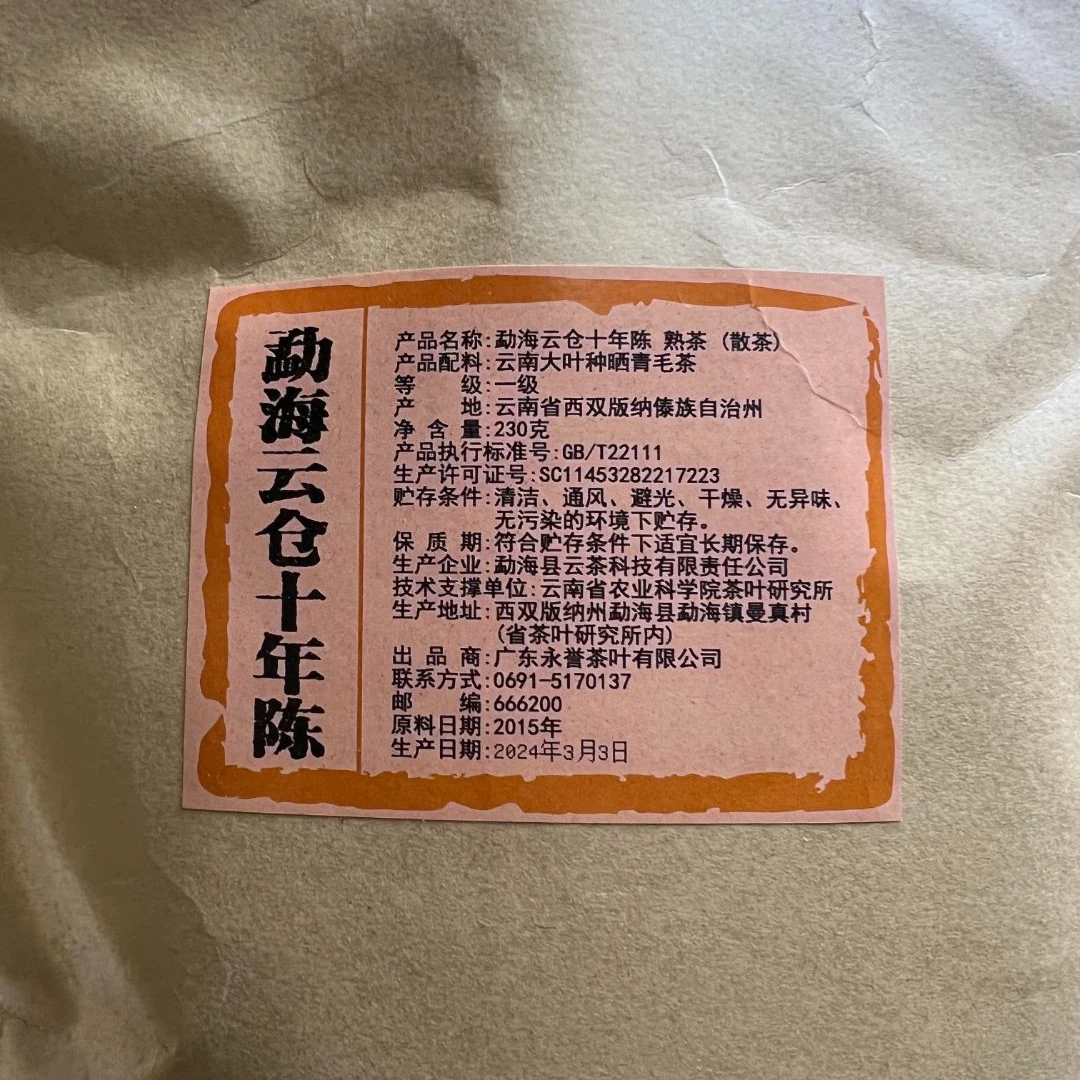 勐海云仓十年陈
产品名称:勐海云仓十年陈 熟茶 (散茶)
产品配料:云南大叶种晒青毛茶
等 级:一级
产 地:云南省西双版纳傣族自治州
净 含 量:230克
产品执行标准号:GB/T22111
生产许可证号:SC11453282217223
贮存条件:清洁、通风、避光、干燥、无异味、
无污染的环境下贮存。
保 质 期:符合贮存条件下适宜长期保存。
生产企业:勐海县云茶科技有限责任公司
技术支撑单位:云南省农业科学院茶叶研究所
生产地址:西双版纳州勐海县勐海镇曼真村
(省茶叶研究所内)
出 品 商:广东永誉茶叶有限公司
联系方式:0691-5170137
邮 编:666200
原料日期:2015年
生产日期:2024年3月3日